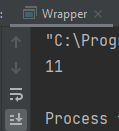 Wrapper ×
"C:\Prog
11
Process